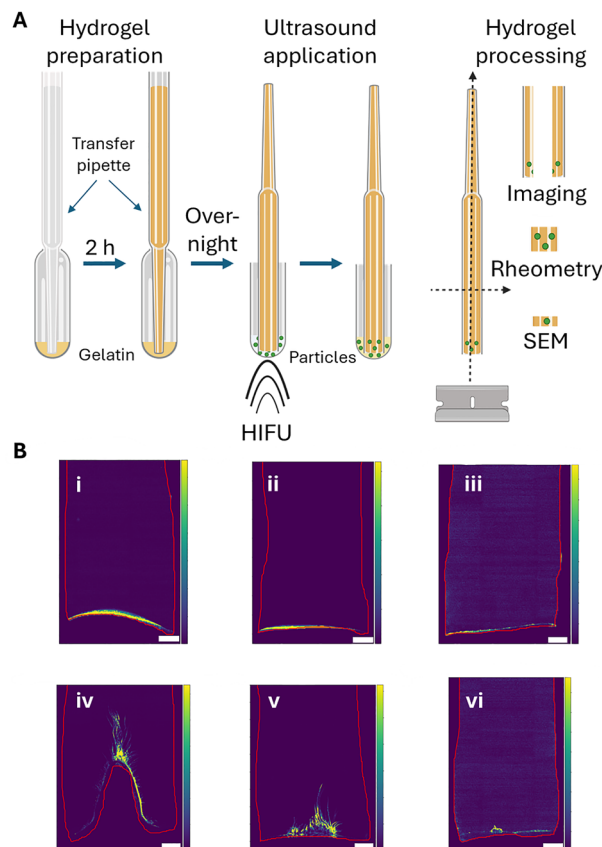 A
Hydrogel
preparation
Ultrasound
application
Hydrogel
processing
Transfer
pipette
2 h
Over-
night
Gelatin
Particles
HIFU
Imaging
Rheometry
SEM
B
i
ii
iii
iv
v
vi